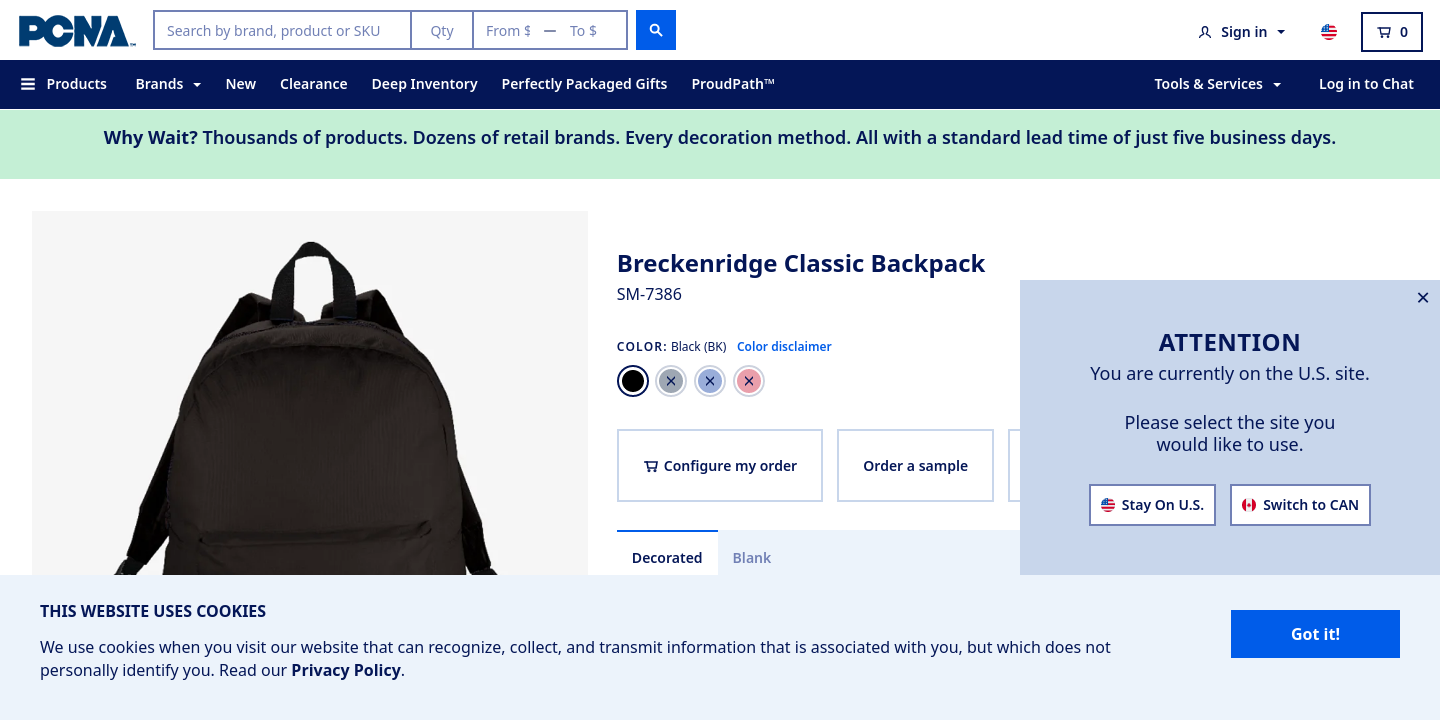 PCNA™
Search by brand, product or SKU
Qty
From $ — To $
Sign in
0
Products
Brands
New
Clearance
Deep Inventory
Perfectly Packaged Gifts
ProudPath™
Tools & Services
Log in to Chat
Why Wait? Thousands of products. Dozens of retail brands. Every decoration method. All with a standard lead time of just five business days.
Breckenridge Classic Backpack
SM-7386
COLOR: Black (BK) Color disclaimer
Configure my order
Order a sample
Decorated
Blank
ATTENTION
You are currently on the U.S. site.
Please select the site you
would like to use.
Stay On U.S.
Switch to CAN
THIS WEBSITE USES COOKIES
We use cookies when you visit our website that can recognize, collect, and transmit information that is associated with you, but which does not
personally identify you. Read our Privacy Policy.
Got it!